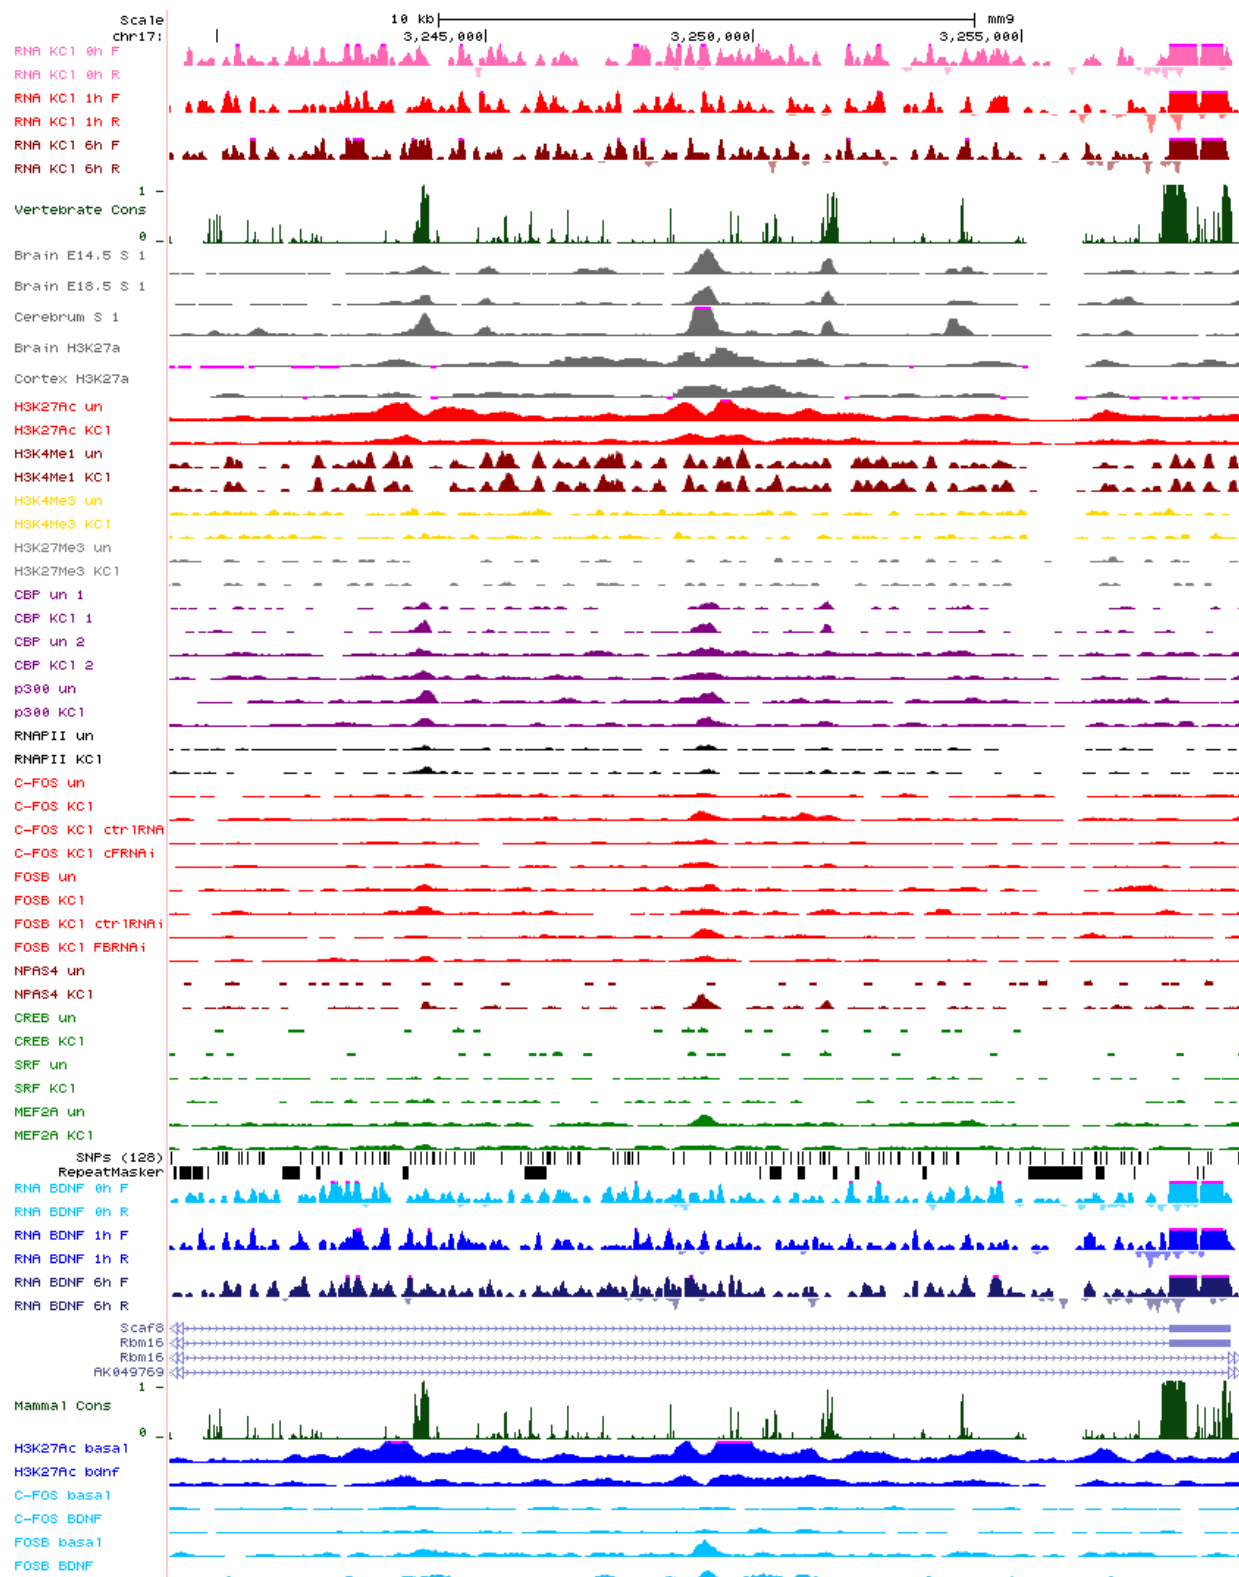 Scale 10 kb mm9
chr17: 3,245,000 3,250,000 3,255,000
RNA KCl 0h F
RNA KCl 0h R
RNA KCl 1h F
RNA KCl 1h R
RNA KCl 6h F
RNA KCl 6h R
1 _
Vertebrate Cons
0 _
Brain E14.5 S 1
Brain E18.5 S 1
Cerebrum S 1
Brain H3K27a
Cortex H3K27a
H3K27Ac un
H3K27Ac KCl
H3K4Me1 un
H3K4Me1 KCl
H3K4Me3 un
H3K4Me3 KCl
H3K27Me3 un
H3K27Me3 KCl
CBP un 1
CBP KCl 1
CBP un 2
CBP KCl 2
p300 un
p300 KCl
RNAPII un
RNAPII KCl
C-FOS un
C-FOS KCl
C-FOS KCl ctrlRNA
C-FOS KCl cFRNAi
FOSB un
FOSB KCl
FOSB KCl ctrlRNAi
FOSB KCl FBRNAi
NPAS4 un
NPAS4 KCl
CREB un
CREB KCl
SRF un
SRF KCl
MEF2A un
MEF2A KCl
SNPs (128)
RepeatMasker
RNA BDNF 0h F
RNA BDNF 0h R
RNA BDNF 1h F
RNA BDNF 1h R
RNA BDNF 6h F
RNA BDNF 6h R
Scaf8
Rbm16
Rbm16
AK049769
1 _
Mammal Cons
0 _
H3K27Ac basal
H3K27Ac bdnf
C-FOS basal
C-FOS BDNF
FOSB basal
FOSB BDNF